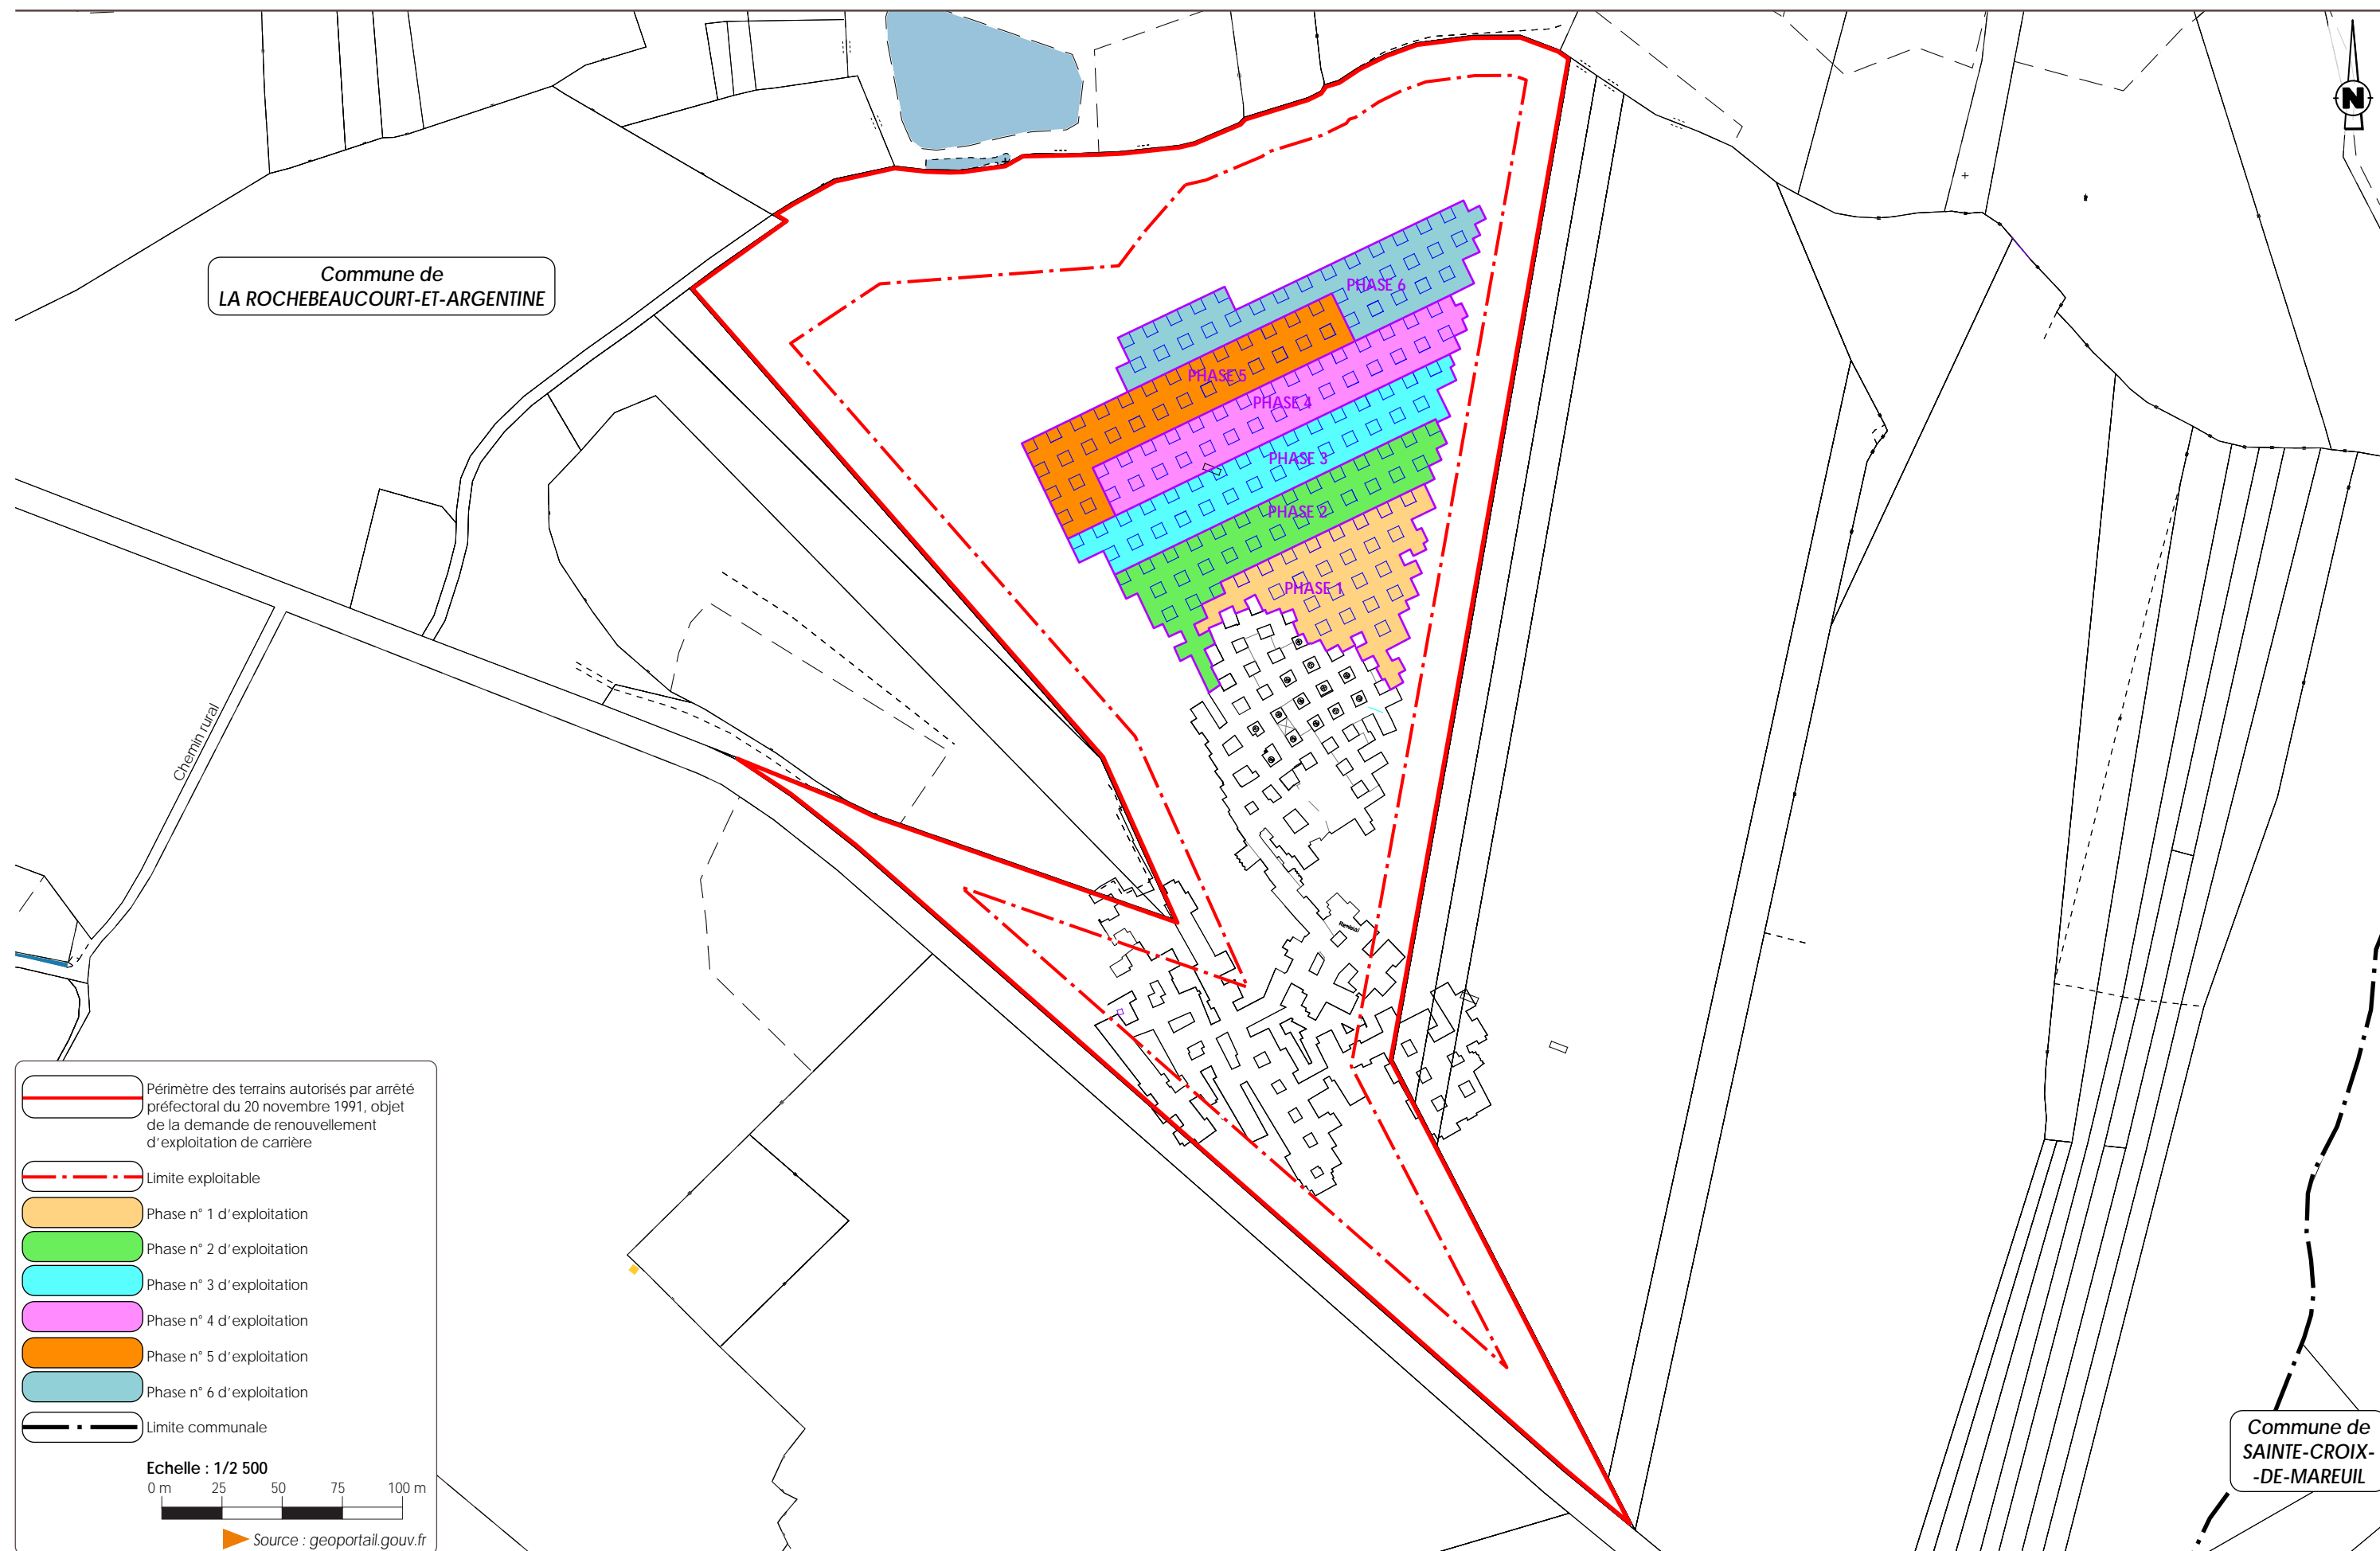 N
Commune de
LA ROCHEBEAUCOURT-ET-ARGENTINE
PHASE 6
PHASE 5
PHASE 4
PHASE 3
PHASE 2
PHASE 1
Chemin rural
Remblai
Périmètre des terrains autorisés par arrêté
préfectoral du 20 novembre 1991, objet
de la demande de renouvellement
d'exploitation de carrière
Limite exploitable
Phase n° 1 d'exploitation
Phase n° 2 d'exploitation
Phase n° 3 d'exploitation
Phase n° 4 d'exploitation
Phase n° 5 d'exploitation
Phase n° 6 d'exploitation
Limite communale
Echelle : 1/2 500
0 m 25 50 75 100 m
Source : geoportail.gouv.fr
Commune de
SAINTE-CROIX-
-DE-MAREUIL